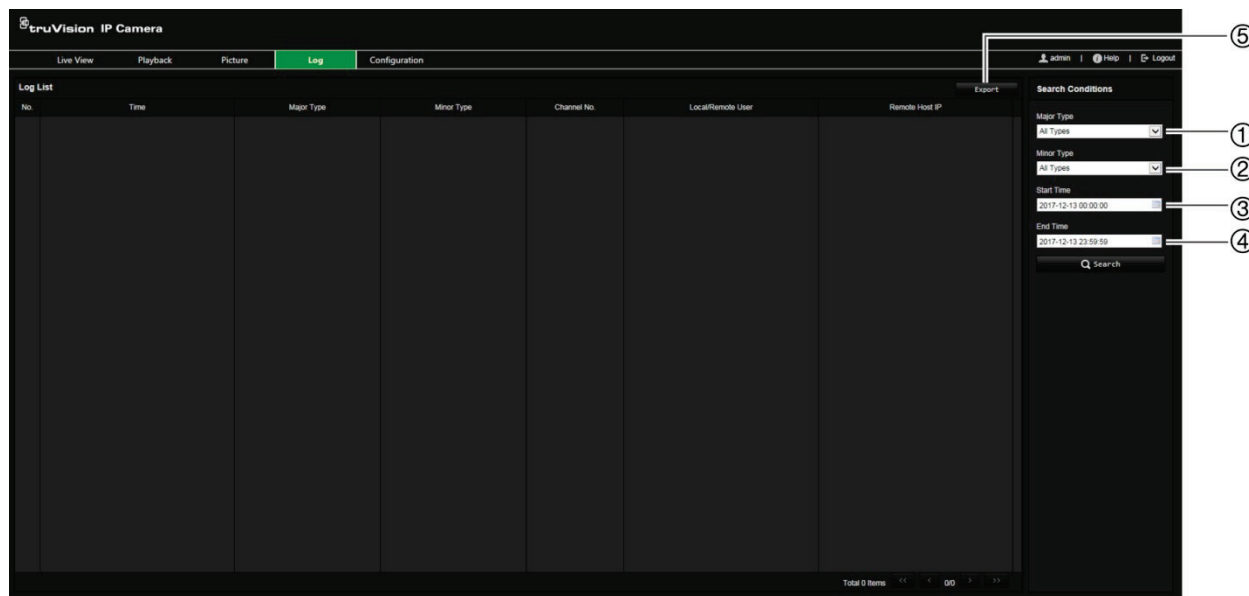 truVision IP Camera
⑤
Live View Playback Picture Log Configuration admin | Help | Logout
Log List Export Search Conditions
No. Time Major Type Minor Type Channel No. Local/Remote User Remote Host IP
Major Type
All Types ①
Minor Type
All Types ②
Start Time
2017-12-13 00:00:00 ③
End Time
2017-12-13 23:59:59 ④
Search
Total 0 Items << < 0/0 > >>